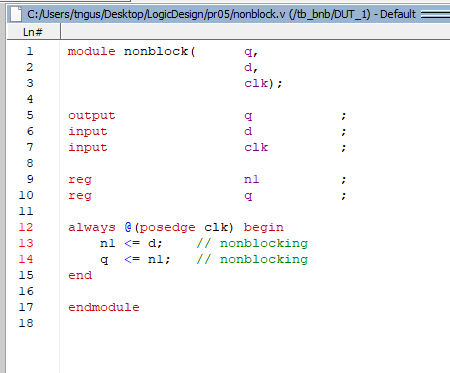 C:/Users/tngus/Desktop/LogicDesign/pr05/nonblock.v (/tb_bnb/DUT_1) - Default
Ln#
1 module nonblock( q,
2 d,
3 clk);
4
5 output q ;
6 input d ;
7 input clk ;
8
9 reg n1 ;
10 reg q ;
11
12 always @(posedge clk) begin
13 n1 <= d; // nonblocking
14 q <= n1; // nonblocking
15 end
16
17 endmodule
18